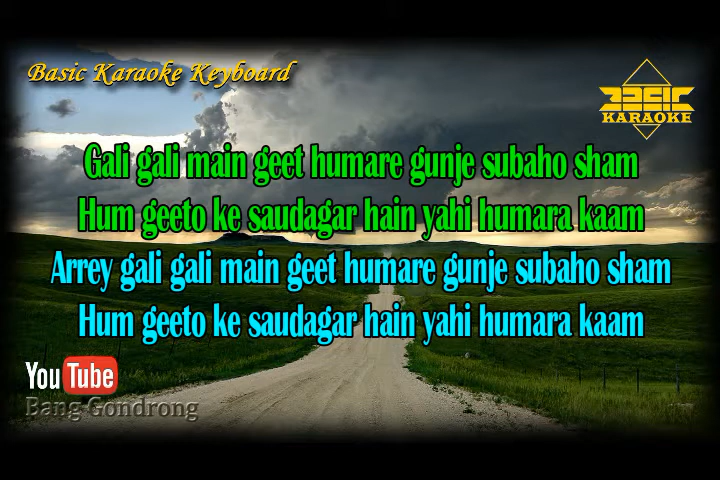 Basic Karaoke Keyboard
BASIC
KARAOKE
Gali gali main geet humare gunje subaho sham
Hum geeto ke saudagar hain yahi humara kaam
Arrey gali gali main geet humare gunje subaho sham
Hum geeto ke saudagar hain yahi humara kaam
YouTube
Bang Gondrong